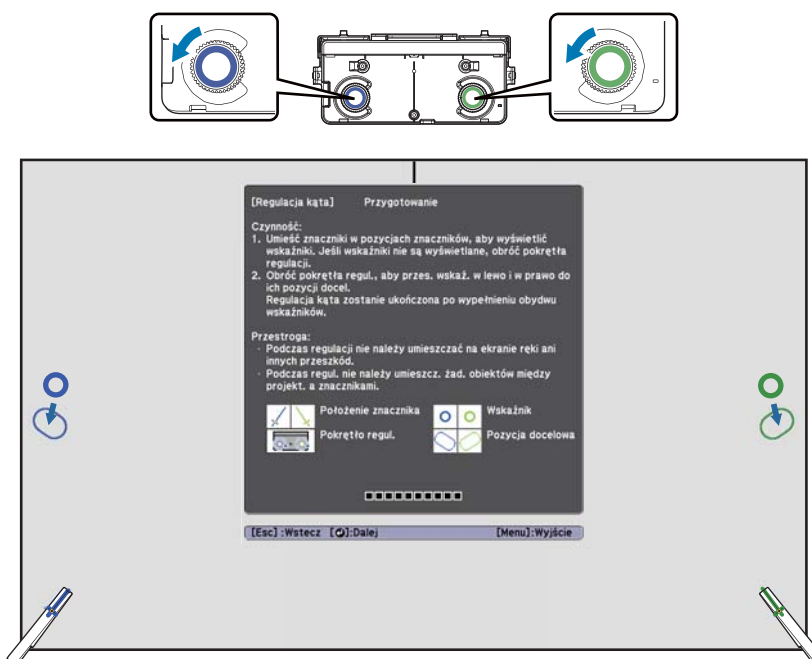 [Regulacja kąta] Przygotowanie
Czynność:
1. Umieść znaczniki w pozycjach znaczników, aby wyświetlić
wskaźniki. Jeśli wskaźniki nie są wyświetlane, obróć pokrętła
regulacji.
2. Obróć pokrętła regul., aby przes. wskaź. w lewo i w prawo do
ich pozycji docel.
Regulacja kąta zostanie ukończona po wypełnieniu obydwu
wskaźników.
Przestroga:
· Podczas regulacji nie należy umieszczać na ekranie ręki ani
innych przeszkód.
· Podczas regul. nie należy umieszcz. żad. obiektów między
projekt. a znacznikami.
Położenie znacznika Wskaźnik
Pokrętło regul. Pozycja docelowa
[Esc] :Wstecz [↵]:Dalej [Menu]:Wyjście